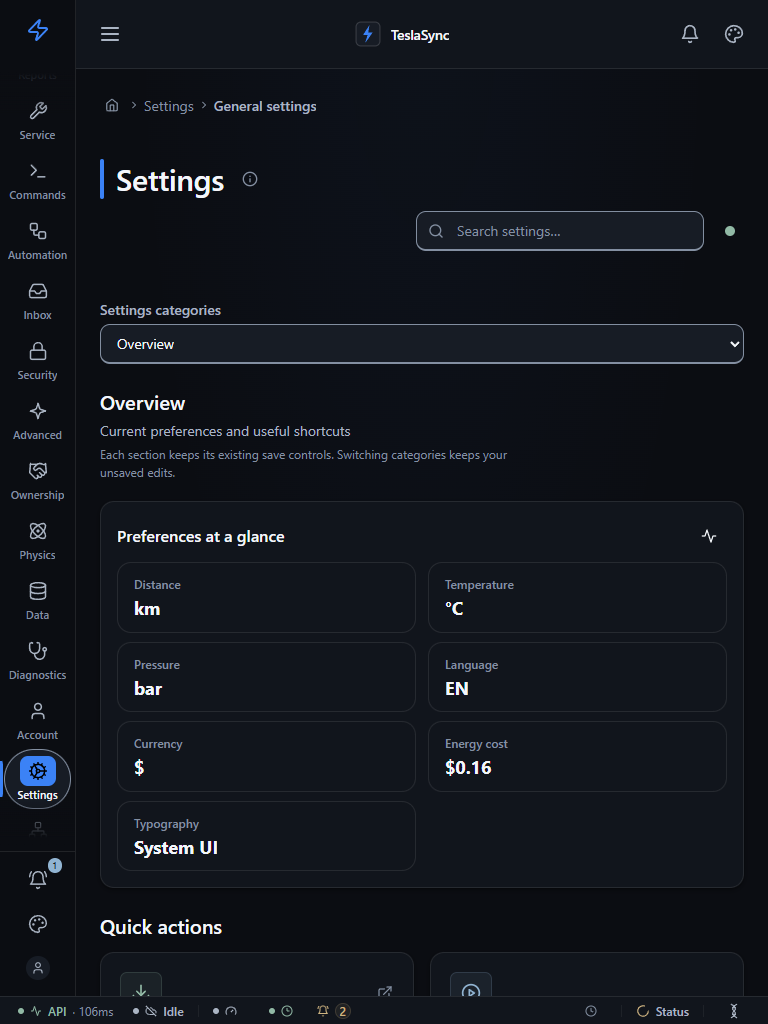 TeslaSync
Reports
Service
Commands
Automation
Inbox
Security
Advanced
Ownership
Physics
Data
Diagnostics
Account
Settings
1
Settings
General settings
Settings
Search settings...
Settings categories
Overview
Overview
Current preferences and useful shortcuts
Each section keeps its existing save controls. Switching categories keeps your
unsaved edits.
Preferences at a glance
Distance
km
Temperature
°C
Pressure
bar
Language
EN
Currency
$
Energy cost
$0.16
Typography
System UI
Quick actions
API · 106ms
Idle
2
Status